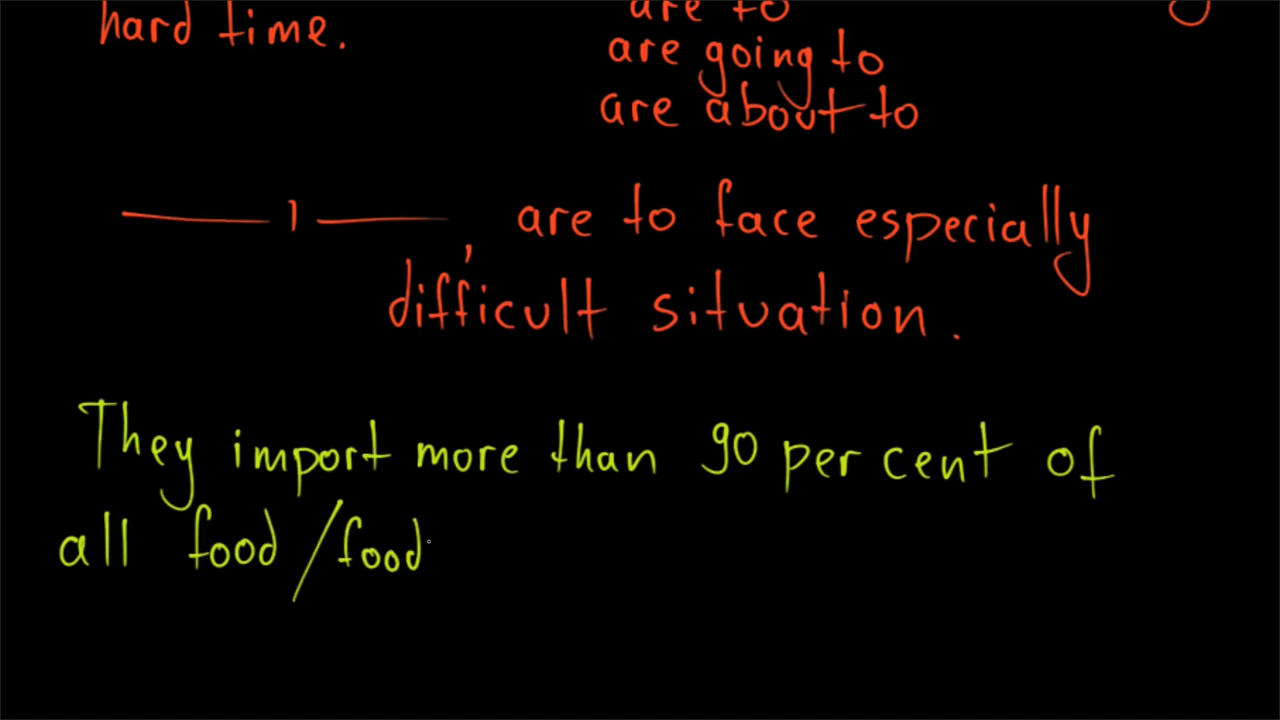 are to
hard time.
are going to
are about to
———— , ————, are to face especially
difficult situation.
They import more than 90 per cent of
all food/food